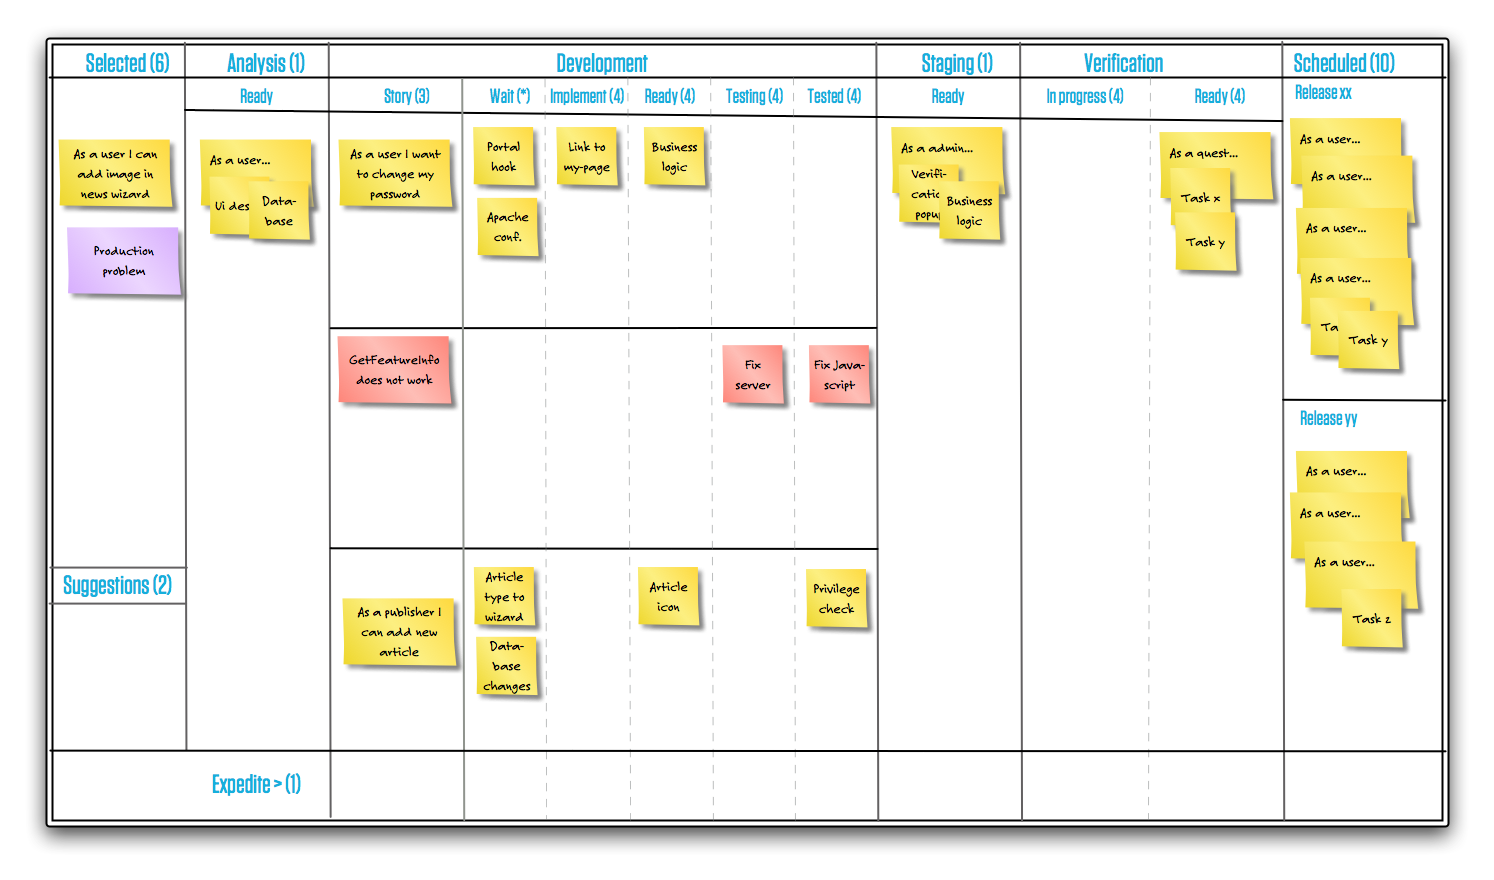 Selected (6)
Analysis (1)
Development
Staging (1)
Verification
Scheduled (10)
Ready
Story (3)
Wait (*)
Implement (4)
Ready (4)
Testing (4)
Tested (4)
Ready
In progress (4)
Ready (4)
Release xx
As a user I can
add image in
news wizard
Production
problem
As a user...
Ui des
Data-
base
As a user I want
to change my
password
Portal
hook
Apache
conf.
Link to
my-page
Business
logic
As a admin...
Verifi-
catio
popu
Business
logic
As a quest...
Task x
Task y
As a user...
As a user...
As a user...
As a user...
Ta
Task y
GetFeatureInfo
does not work
Fix
server
Fix Java-
script
Release yy
As a user...
As a user...
As a user...
Task z
Suggestions (2)
As a publisher I
can add new
article
Article
type to
wizard
Data-
base
changes
Article
icon
Privilege
check
Expedite > (1)